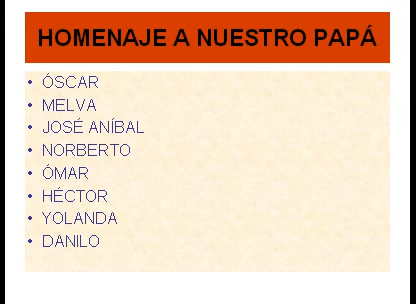 HOMENAJE A NUESTRO PAPÁ
• ÓSCAR
• MELVA
• JOSÉ ANÍBAL
• NORBERTO
• ÓMAR
• HÉCTOR
• YOLANDA
• DANILO